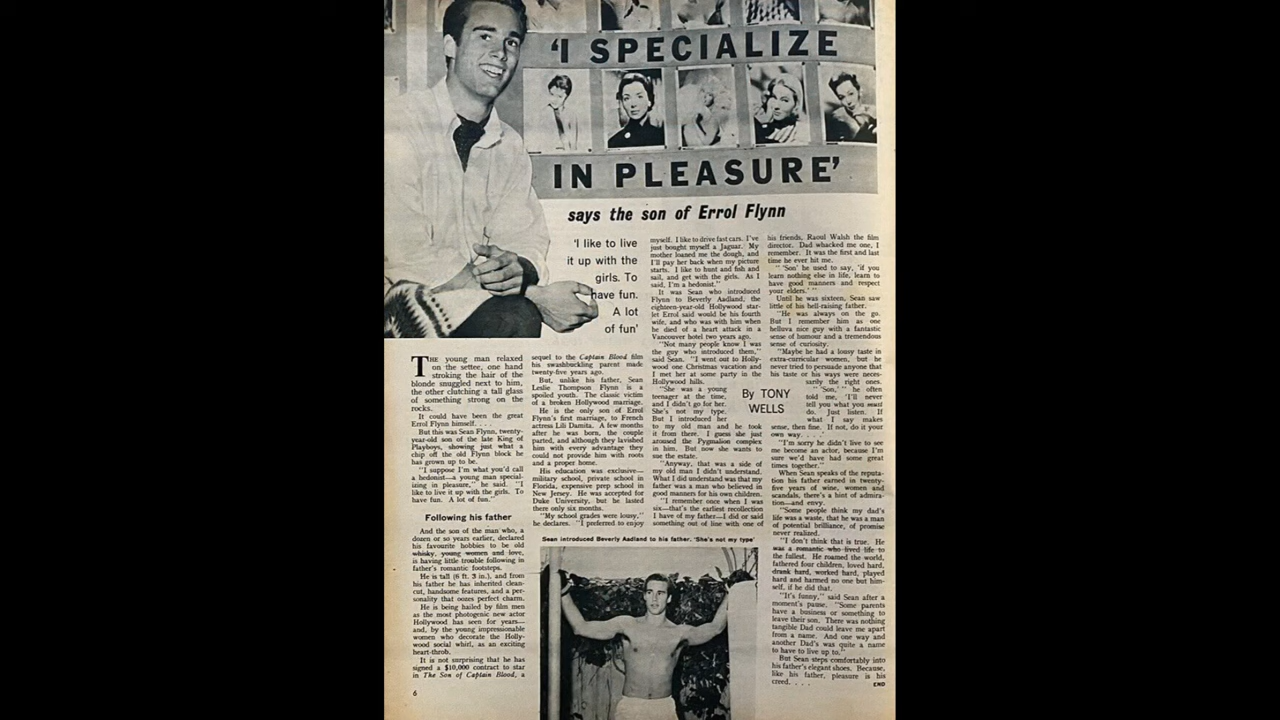 'I SPECIALIZE
IN PLEASURE'
says the son of Errol Flynn
'I like to live
it up with the
girls. To
have fun.
A lot
of fun'
THE young man relaxed
on the settee, one hand
stroking the hair of the
blonde snuggled next to him,
the other clutching a tall glass
of something strong on the
rocks.
It could have been the great
Errol Flynn himself. . . .
But this was Sean Flynn, twenty-
year-old son of the late King of
Playboys, showing just what a
chip off the old Flynn block he
has grown up to be.
"I suppose I'm what you'd call
a hedonist—a young man special-
izing in pleasure," he said. "I
like to live it up with the girls. To
have fun. A lot of fun."
Following his father
And the son of the man who, a
dozen or so years earlier, declared
his favourite hobbies to be old
whisky, young women and love,
is having little trouble following in
father's romantic footsteps.
He is tall (6 ft. 3 in.), and from
his father he has inherited clean-
cut, handsome features, and a per-
sonality that oozes perfect charm.
He is being hailed by film men
as the most photogenic new actor
Hollywood has seen for years—
and, by the young impressionable
women who decorate the Holly-
wood social whirl, as an exciting
heart-throb.
It is not surprising that he has
signed a $10,000 contract to star
in The Son of Captain Blood, a
6
sequel to the Captain Blood film
his swashbuckling parent made
twenty-five years ago.
But, unlike his father, Sean
Leslie Thompson Flynn is a
spoiled youth. The classic victim
of a broken Hollywood marriage.
He is the only son of Errol
Flynn's first marriage, to French
actress Lili Damita. A few months
after he was born, the couple
parted, and although they lavished
him with every advantage they
could not provide him with roots
and a proper home.
His education was exclusive—
military school, private school in
Florida, expensive prep school in
New Jersey. He was accepted for
Duke University, but he lasted
there only six months.
"My school grades were lousy,"
he declares. "I preferred to enjoy
myself. I like to drive fast cars. I've
just bought myself a Jaguar. My
mother loaned me the dough, and
I'll pay her back when my picture
starts. I like to hunt and fish and
sail, and get with the girls. As I
said, I'm a hedonist."
It was Sean who introduced
Flynn to Beverly Aadland, the
eighteen-year-old Hollywood star-
let Errol said would be his fourth
wife, and who was with him when
he died of a heart attack in a
Vancouver hotel two years ago.
"Not many people know I was
the guy who introduced them,"
said Sean. "I went out to Holly-
wood one Christmas vacation and
I met her at some party in the
Hollywood hills.
"She was a young
teenager at the time,
and I didn't go for her.
She's not my type.
But I introduced her
to my old man and he took
it from there. I guess she just
aroused the Pygmalion complex
in him. But now she wants to
sue the estate.
"Anyway, that was a side of
my old man I didn't understand.
What I did understand was that my
father was a man who believed in
good manners for his own children.
"I remember once when I was
six—that's the earliest recollection
I have of my father—I did or said
something out of line with one of
By TONY
WELLS
his friends, Raoul Walsh the film
director. Dad whacked me one, I
remember. It was the first and last
time he ever hit me.
" 'Son' he used to say, 'if you
learn nothing else in life, learn to
have good manners and respect
your elders.' "
Until he was sixteen, Sean saw
little of his hell-raising father.
"He was always on the go.
But I remember him as one
helluva nice guy with a fantastic
sense of humour and a tremendous
sense of curiosity.
"Maybe he had a lousy taste in
extra-curricular women, but he
never tried to persuade anyone that
his taste or his ways were neces-
sarily the right ones.
" 'Son,' " he often
told me, 'I'll never
tell you what you must
do. Just listen. If
what I say makes
sense, then fine. If not, do it your
own way. . . .'
"I'm sorry he didn't live to see
me become an actor, because I'm
sure we'd have had some great
times together."
When Sean speaks of the reputa-
tion his father earned in twenty-
five years of wine, women and
scandals, there's a hint of admira-
tion—and envy.
"Some people think my dad's
life was a waste, that he was a man
of potential brilliance, of promise
never realized.
"I don't think that is true. He
was a romantic who lived life to
the fullest. He roamed the world,
fathered four children, loved hard,
drank hard, worked hard, played
hard and harmed no one but him-
self, if he did that.
"It's funny," said Sean after a
moment's pause. "Some parents
have a business or something to
leave their son. There was nothing
tangible Dad could leave me apart
from a name. And one way and
another Dad's was quite a name
to have to live up to."
But Sean steps comfortably into
his father's elegant shoes. Because,
like his father, pleasure is his
creed. . . . END
Sean introduced Beverly Aadland to his father. 'She's not my type'